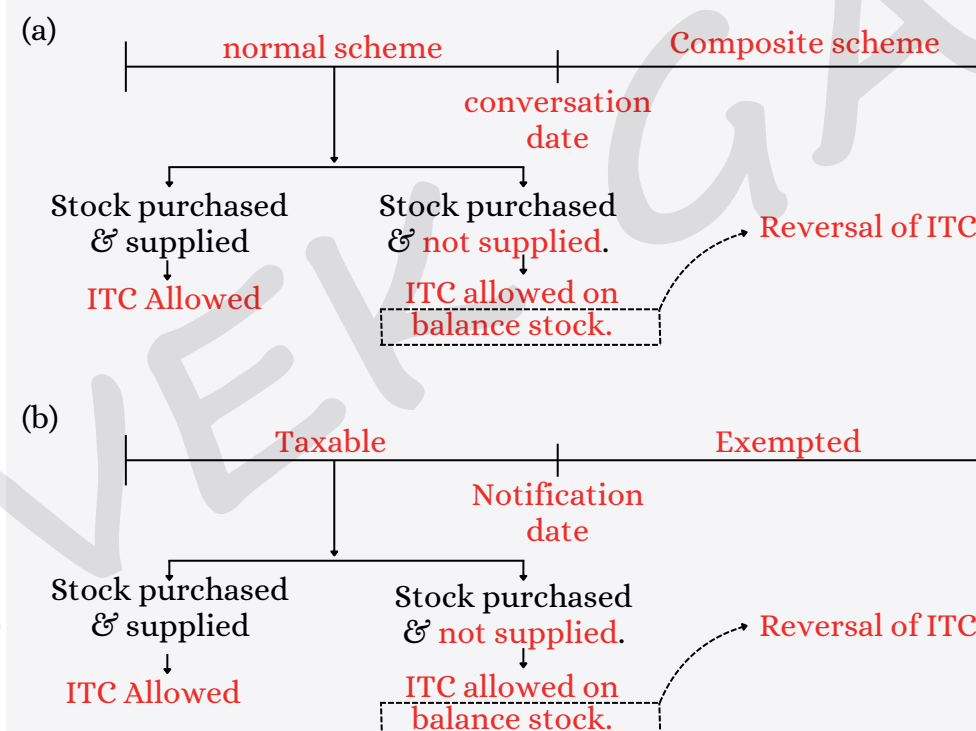 (a)
normal scheme
Composite scheme
conversation
date
Stock purchased
& supplied
Stock purchased
& not supplied.
Reversal of ITC
ITC Allowed
ITC allowed on
balance stock.
(b)
Taxable
Exempted
Notification
date
Stock purchased
& supplied
Stock purchased
& not supplied.
Reversal of ITC
ITC Allowed
ITC allowed on
balance stock.
VEK GA